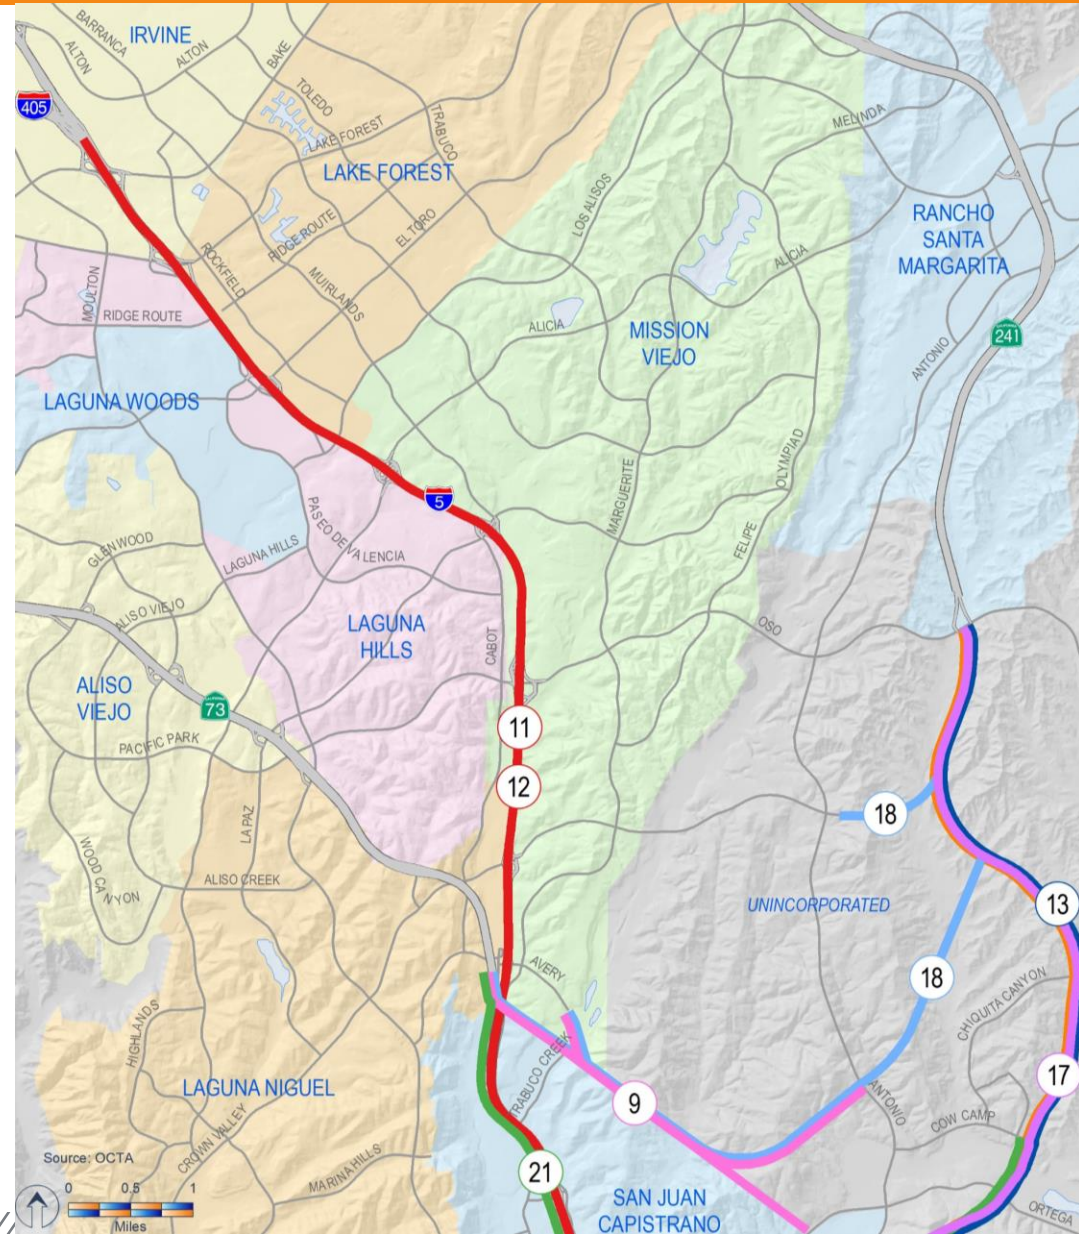 IRVINE
BARRANCA
ALTON
ALTON
BAKE
405
TOLEDO
LAKE FOREST
TRABUCO
LAKE FOREST
MELINDA
LOS ALISOS
RANCHO
SANTA
MARGARITA
RIDGE ROUTE
EL TORO
ROCKFIELD
MUIRLANDS
ALICIA
MOULTON
RIDGE ROUTE
ALICIA
MISSION
VIEJO
CALIFORNIA
241
ANTONIO
LAGUNA WOODS
OLYMPIAD
MARGUERITE
5
PASEO DE VALENCIA
GLENWOOD
LAGUNA HILLS
FELIPE
ALISO VIEJO
LAGUNA
HILLS
CABOT
OSO
ALISO
VIEJO
CALIFORNIA
73
PACIFIC PARK
11
12
LA PAZ
18
WOOD CANYON
ALISO CREEK
UNINCORPORATED
13
AVERY
18
CHIQUITA CANYON
HIGHLANDS
TRABUCO CREEK
17
LAGUNA NIGUEL
9
ANTONIO
COW CAMP
CROWN VALLEY
Source: OCTA
MARINA HILLS
21
0 0.5 1
Miles
SAN JUAN
CAPISTRANO
ORTEGA